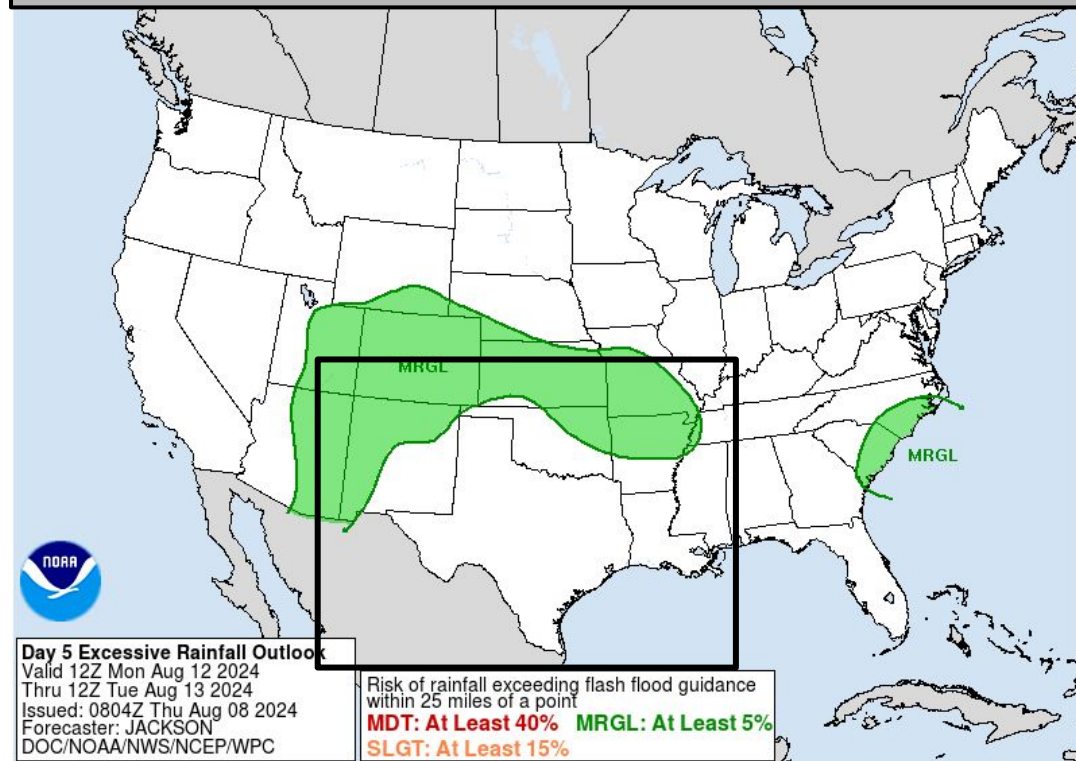 MRGL
MRGL
NOAA
Day 5 Excessive Rainfall Outlook
Valid 12Z Mon Aug 12 2024
Thru 12Z Tue Aug 13 2024
Issued: 0804Z Thu Aug 08 2024
Forecaster: JACKSON
DOC/NOAA/NWS/NCEP/WPC
Risk of rainfall exceeding flash flood guidance
within 25 miles of a point
MDT: At Least 40% MRGL: At Least 5%
SLGT: At Least 15%